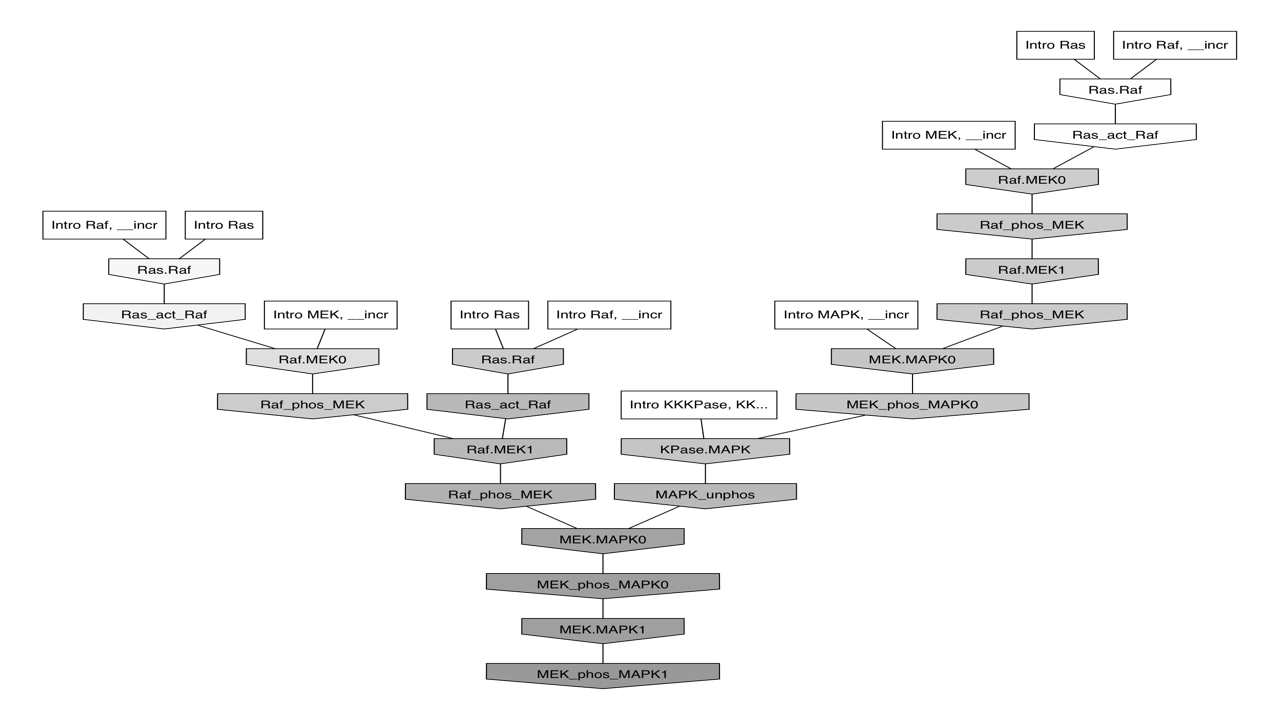 Intro Ras
Intro Raf, __incr
Ras.Raf
Intro MEK, __incr
Ras_act_Raf
Raf.MEK0
Intro Raf, __incr
Intro Ras
Raf_phos_MEK
Ras.Raf
Raf.MEK1
Ras_act_Raf
Intro MEK, __incr
Intro Ras
Intro Raf, __incr
Intro MAPK, __incr
Raf_phos_MEK
Raf.MEK0
Ras.Raf
MEK.MAPK0
Raf_phos_MEK
Ras_act_Raf
Intro KKKPase, KK...
MEK_phos_MAPK0
Raf.MEK1
KPase.MAPK
Raf_phos_MEK
MAPK_unphos
MEK.MAPK0
MEK_phos_MAPK0
MEK.MAPK1
MEK_phos_MAPK1